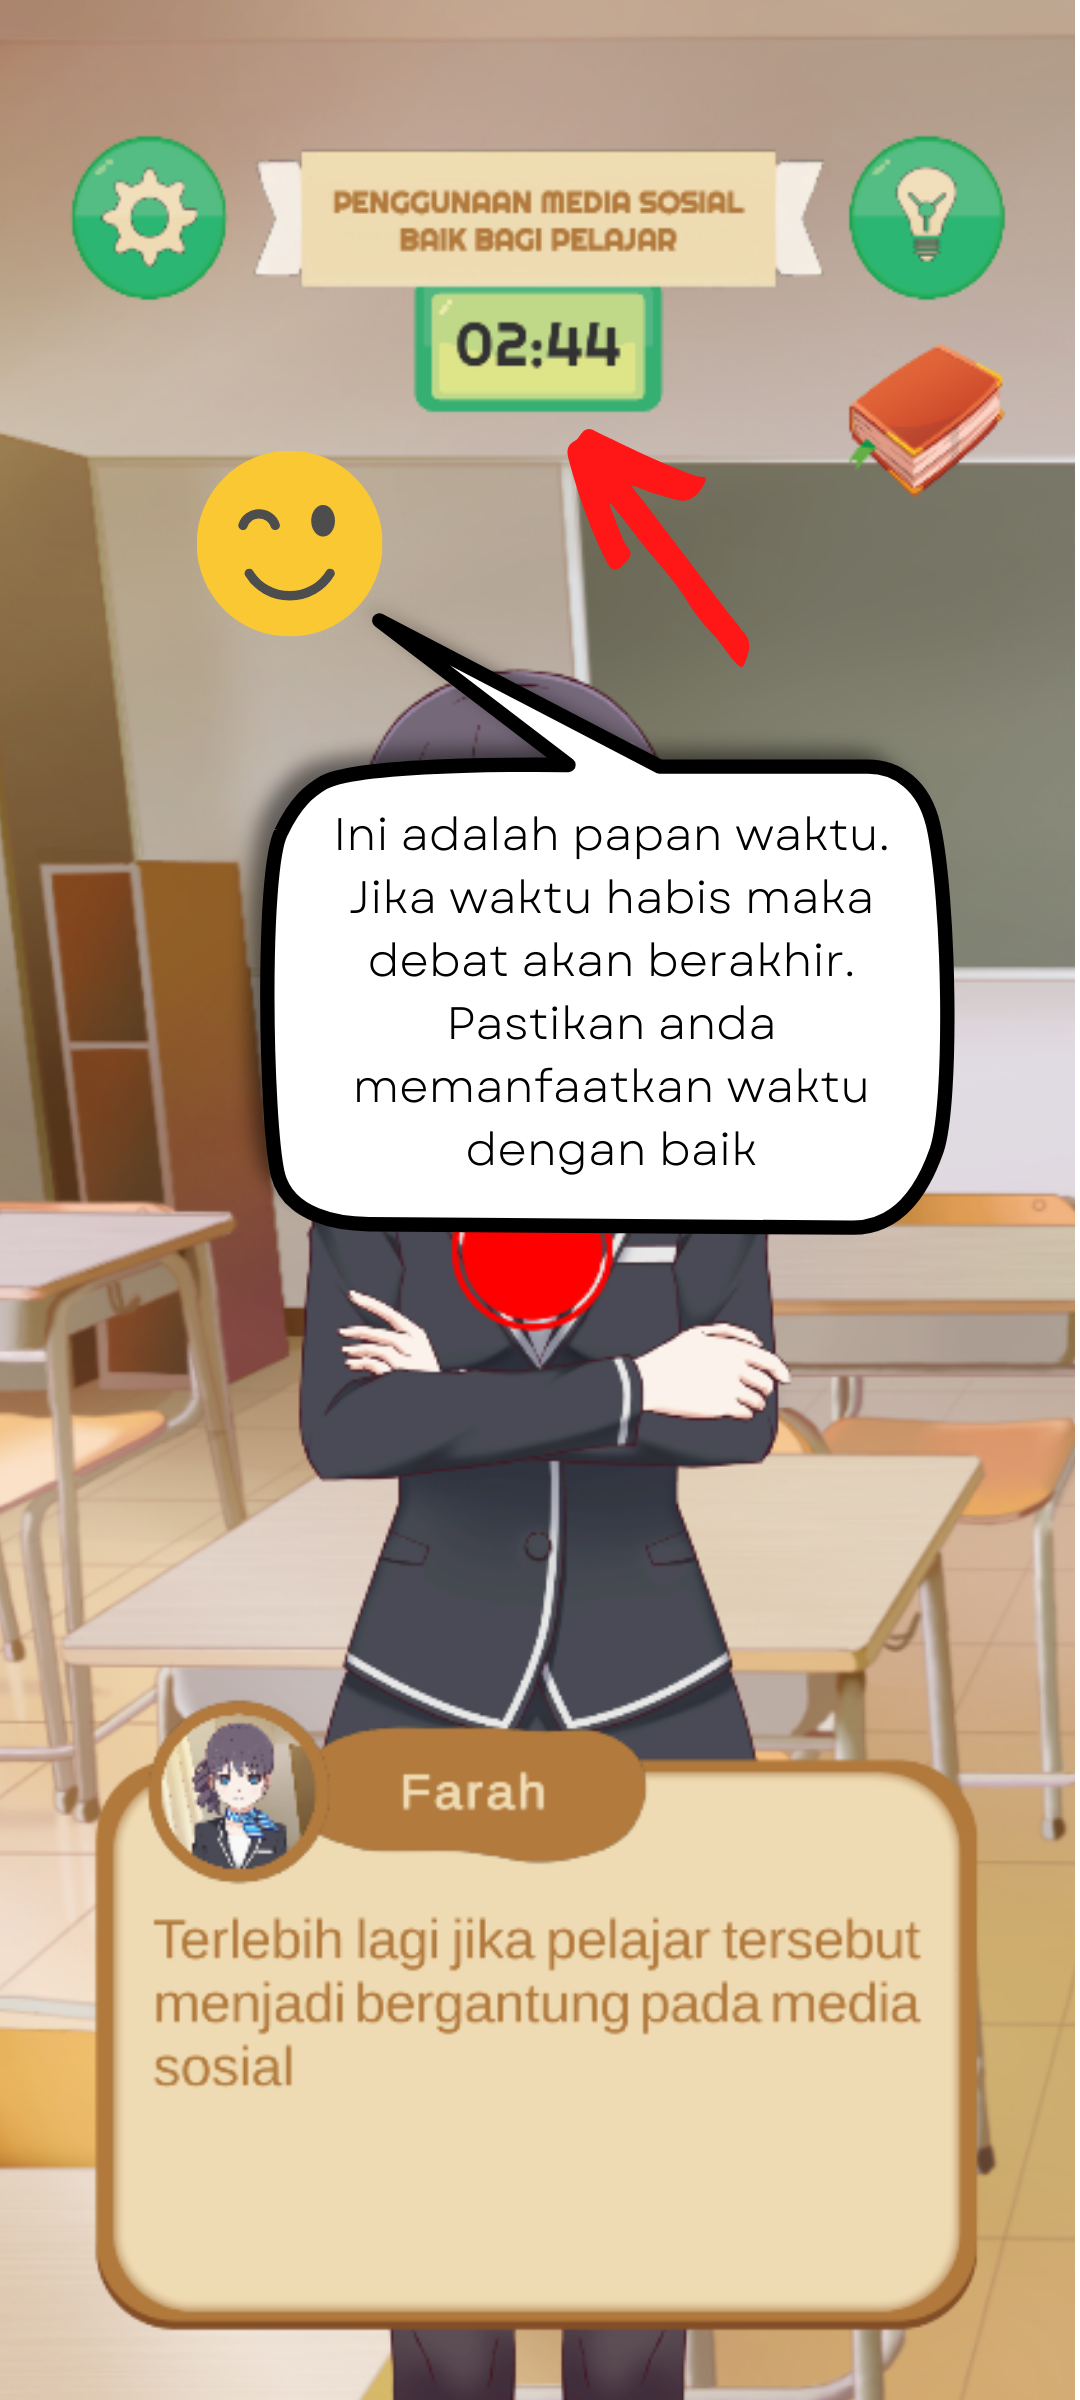 PENGGUNAAN MEDIA SOSIAL
BAIK BAGI PELAJAR
02:44
Ini adalah papan waktu.
Jika waktu habis maka
debat akan berakhir.
Pastikan anda
memanfaatkan waktu
dengan baik
Farah
Terlebih lagi jika pelajar tersebut
menjadi bergantung pada media
sosial